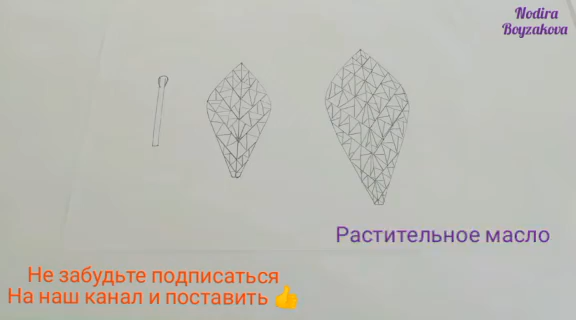 Nodira
Boyzakova
Растительное масло
Не забудьте подписаться
На наш канал и поставить 👍